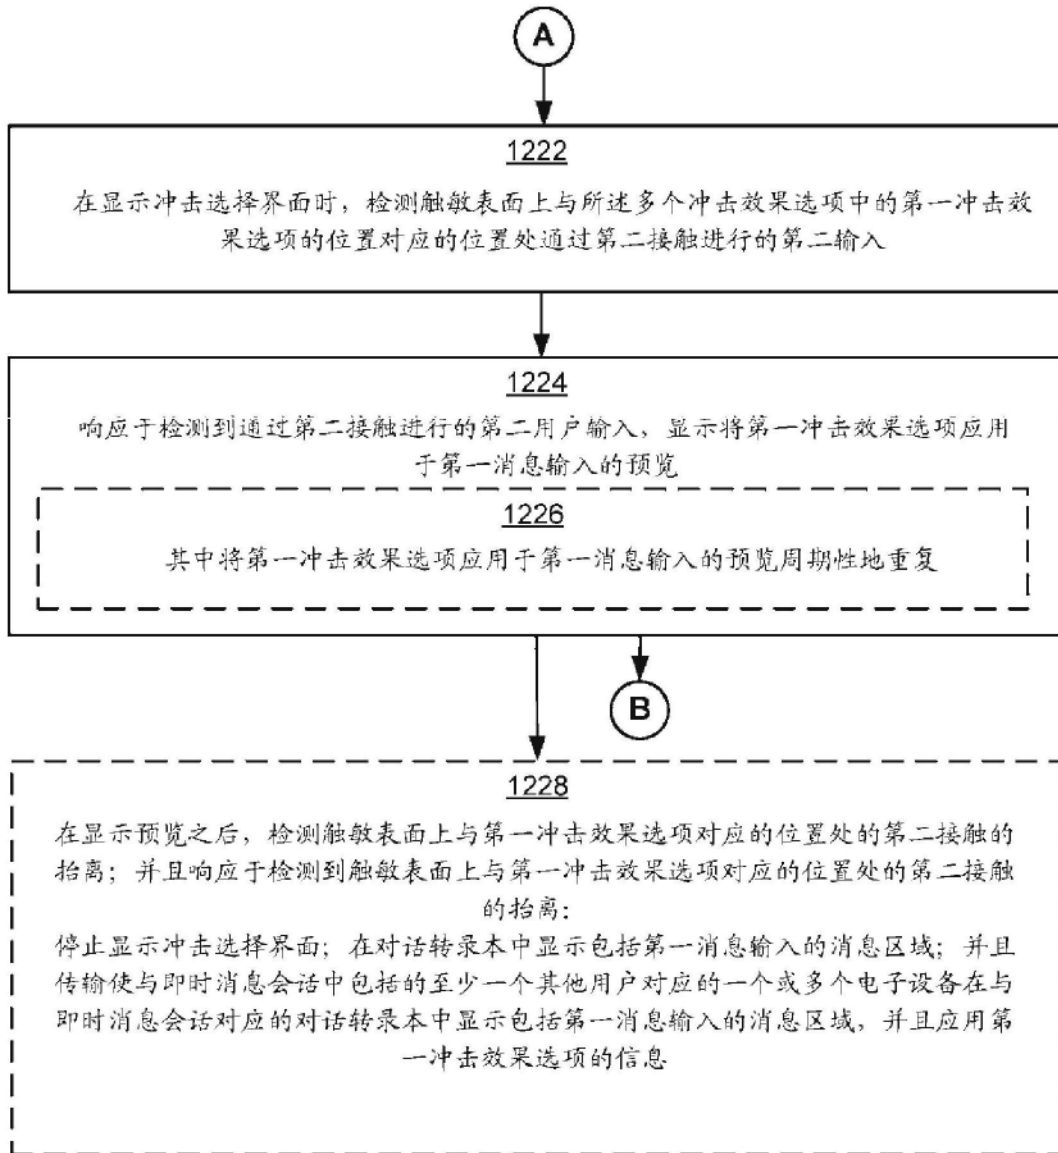 A
1222
在显示冲击选择界面时，检测触敏表面上与所述多个冲击效果选项中的第一冲击效
果选项的位置对应的位置处通过第二接触进行的第二输入
1224
响应于检测到通过第二接触进行的第二用户输入，显示将第一冲击效果选项应用
于第一消息输入的预览
1226
其中将第一冲击效果选项应用于第一消息输入的预览周期性地重复
B
1228
在显示预览之后，检测触敏表面上与第一冲击效果选项对应的位置处的第二接触的
抬离；并且响应于检测到触敏表面上与第一冲击效果选项对应的位置处的第二接触
的抬离：
停止显示冲击选择界面；在对话转录本中显示包括第一消息输入的消息区域；并且
传输使与即时消息会话中包括的至少一个其他用户对应的一个或多个电子设备在与
即时消息会话对应的对话转录本中显示包括第一消息输入的消息区域，并且应用第
一冲击效果选项的信息